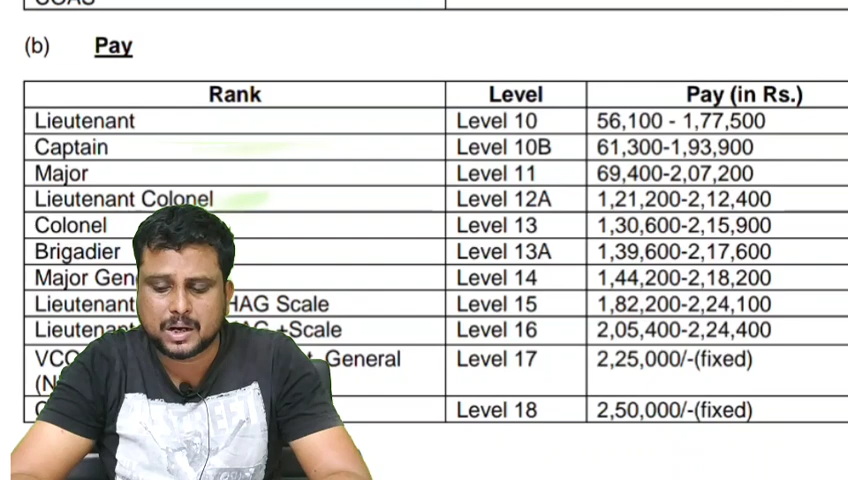 (b) Pay
Rank Level Pay (in Rs.)
Lieutenant Level 10 56,100 - 1,77,500
Captain Level 10B 61,300-1,93,900
Major Level 11 69,400-2,07,200
Lieutenant Colonel Level 12A 1,21,200-2,12,400
Colonel Level 13 1,30,600-2,15,900
Brigadier Level 13A 1,39,600-2,17,600
Major Level 14 1,44,200-2,18,200
Lieutenant HAG Scale Level 15 1,82,200-2,24,100
Lieutenant +Scale Level 16 2,05,400-2,24,400
General Level 17 2,25,000/-(fixed)
Level 18 2,50,000/-(fixed)